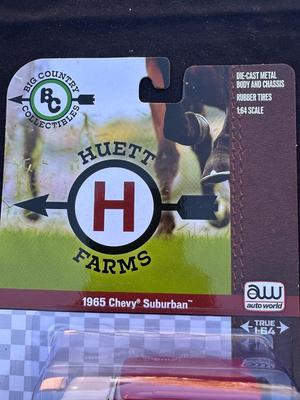 BIG COUNTRY
BC
COLLECTIBLES
DIE-CAST METAL
BODY AND CHASSIS
RUBBER TIRES
1:64 SCALE
HUETT
H
FARMS
1965 Chevy® Suburban™
aw
auto world
TRUE
1:64